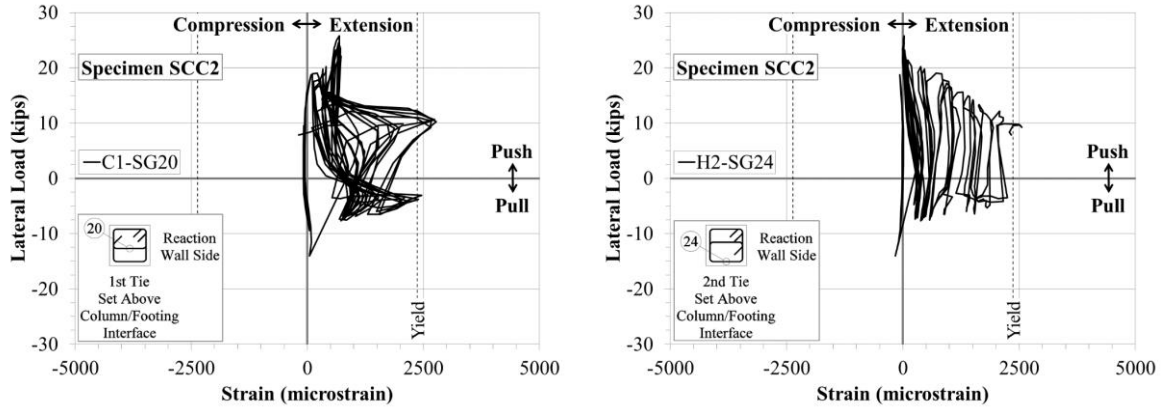 Compression ↔ Extension
30
20
10
0
-10
-20
-30
Lateral Load (kips)
Specimen SCC2
C1-SG20
Push
Pull
20
Reaction
Wall Side
1st Tie
Set Above
Column/Footing
Interface
Yield
-5000 -2500 0 2500 5000
Strain (microstrain)
Compression ↔ Extension
30
20
10
0
-10
-20
-30
Lateral Load (kips)
Specimen SCC2
H2-SG24
Push
Pull
24
Reaction
Wall Side
2nd Tie
Set Above
Column/Footing
Interface
Yield
-5000 -2500 0 2500 5000
Strain (microstrain)